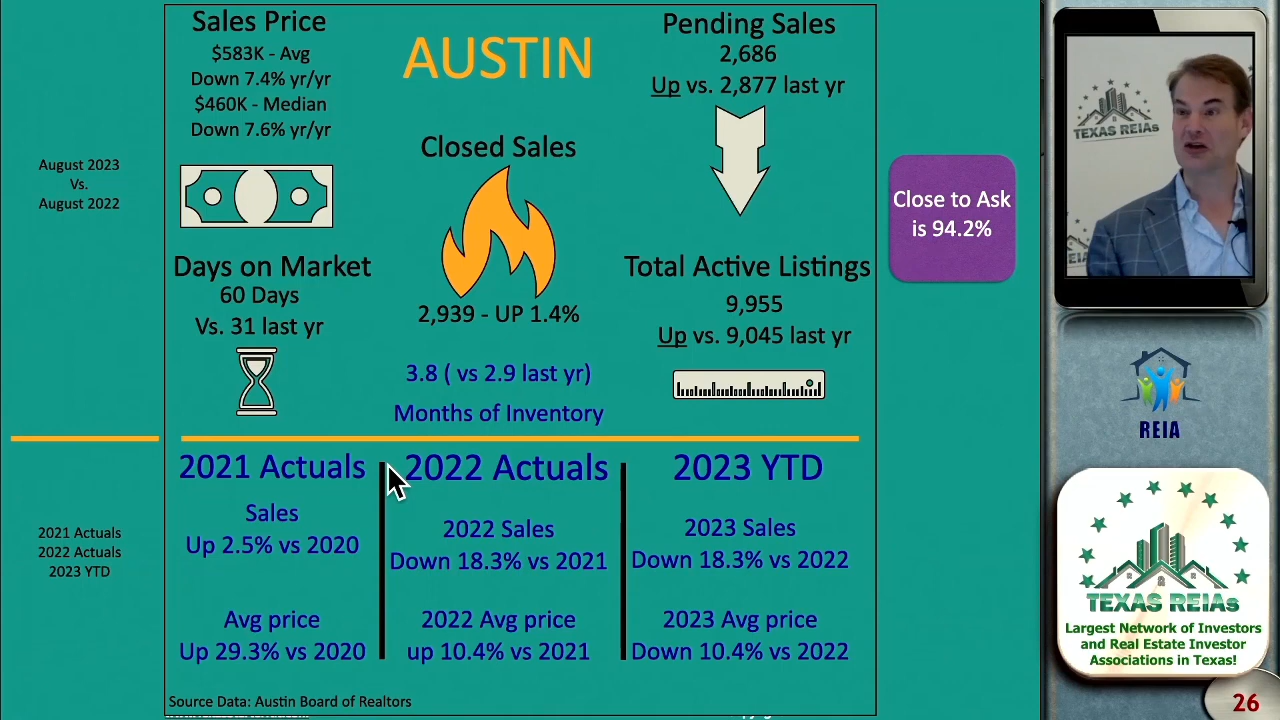 Sales Price
$583K - Avg
Down 7.4% yr/yr
$460K - Median
Down 7.6% yr/yr
AUSTIN
Pending Sales
2,686
Up vs. 2,877 last yr
August 2023
Vs.
August 2022
Closed Sales
2,939 - UP 1.4%
Close to Ask
is 94.2%
Days on Market
60 Days
Vs. 31 last yr
Total Active Listings
9,955
Up vs. 9,045 last yr
3.8 ( vs 2.9 last yr)
Months of Inventory
2021 Actuals
Sales
Up 2.5% vs 2020
Avg price
Up 29.3% vs 2020
2022 Actuals
2022 Sales
Down 18.3% vs 2021
2022 Avg price
up 10.4% vs 2021
2023 YTD
2023 Sales
Down 18.3% vs 2022
2023 Avg price
Down 10.4% vs 2022
2021 Actuals
2022 Actuals
2023 YTD
Source Data: Austin Board of Realtors
TEXAS REIAs
REIA
TEXAS REIAs
Largest Network of Investors
and Real Estate Investor
Associations in Texas!
26